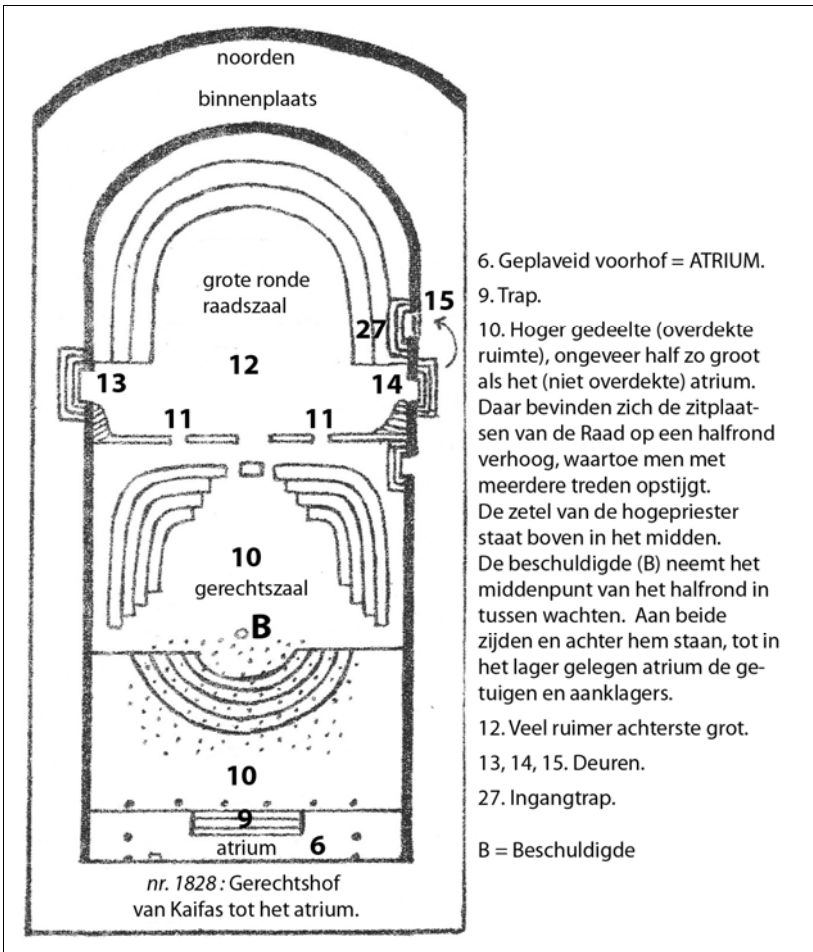 noorden
binnenplaats
grote ronde
raadszaal
15
27
12
13
14
11
11
10
gerechtszaal
B
10
9
atrium
6
nr. 1828 : Gerechtshof
van Kaifas tot het atrium.
6. Geplaveid voorhof = ATRIUM.
9. Trap.
10. Hoger gedeelte (overdekte
ruimte), ongeveer half zo groot
als het (niet overdekte) atrium.
Daar bevinden zich de zitplaat-
sen van de Raad op een halfrond
verhoog, waartoe men met
meerdere treden opstijgt.
De zetel van de hogepriester
staat boven in het midden.
De beschuldigde (B) neemt het
middenpunt van het halfrond in
tussen wachten. Aan beide
zijden en achter hem staan, tot in
het lager gelegen atrium de ge-
tuigen en aanklagers.
12. Veel ruimer achterste grot.
13, 14, 15. Deuren.
27. Ingangtrap.
B = Beschuldigde